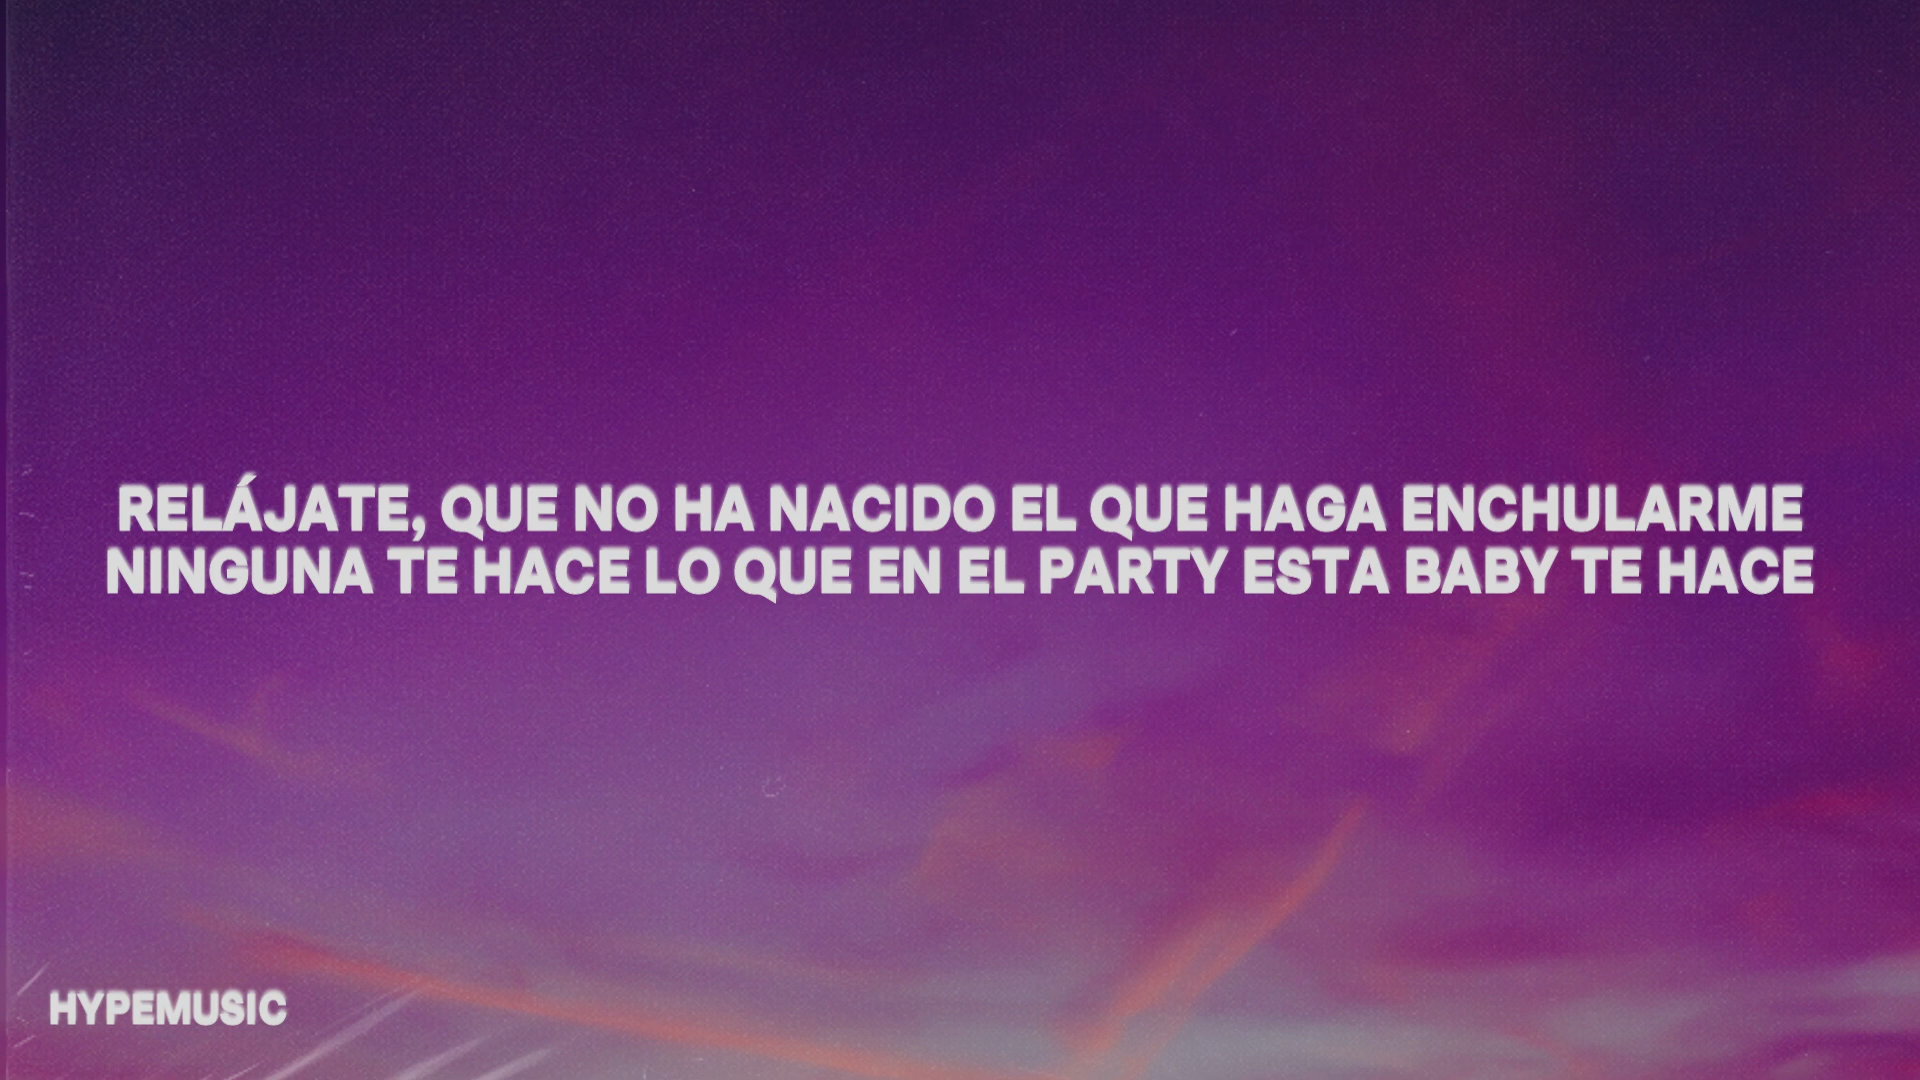 RELÁJATE, QUE NO HA NACIDO EL QUE HAGA ENCHULARME
NINGUNA TE HACE LO QUE EN EL PARTY ESTA BABY TE HACE
HYPEMUSIC